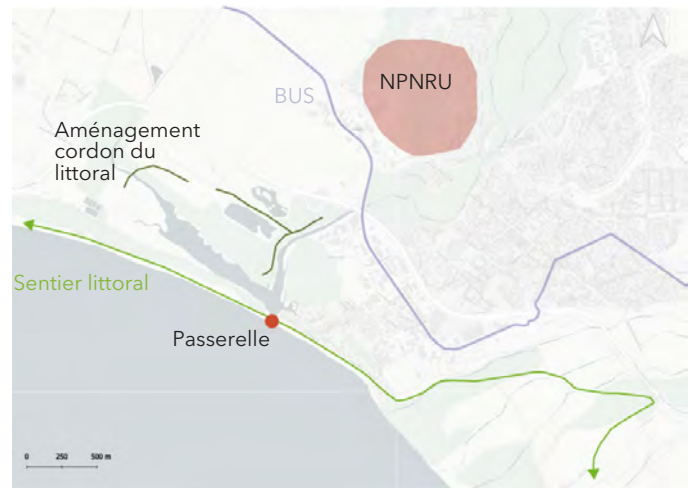 NPNRU
BUS
Aménagement
cordon du
littoral
Sentier littoral
Passerelle
0 250 500 m